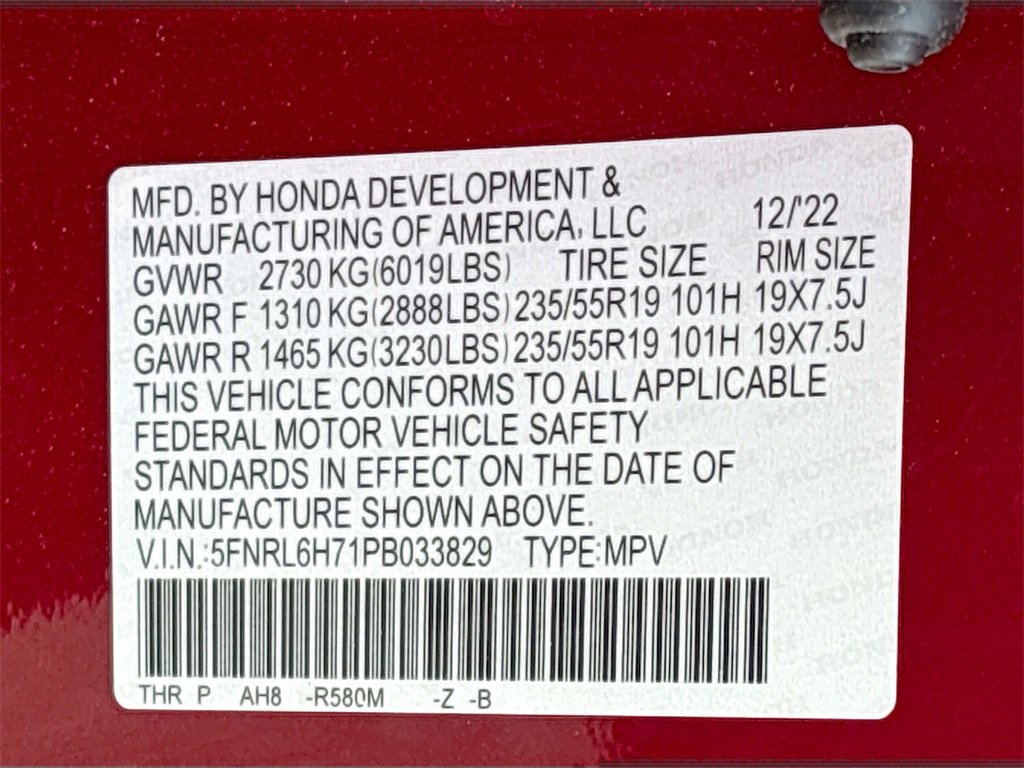 MFD. BY HONDA DEVELOPMENT &
MANUFACTURING OF AMERICA, LLC 12/'22
GVWR 2730 KG(6019LBS) TIRE SIZE RIM SIZE
GAWR F 1310 KG(2888LBS) 235/55R19 101H 19X7.5J
GAWR R 1465 KG(3230LBS) 235/55R19 101H 19X7.5J
THIS VEHICLE CONFORMS TO ALL APPLICABLE
FEDERAL MOTOR VEHICLE SAFETY
STANDARDS IN EFFECT ON THE DATE OF
MANUFACTURE SHOWN ABOVE.
V.I.N.:5FNRL6H71PB033829 TYPE:MPV
THR P AH8 -R580M -Z -B